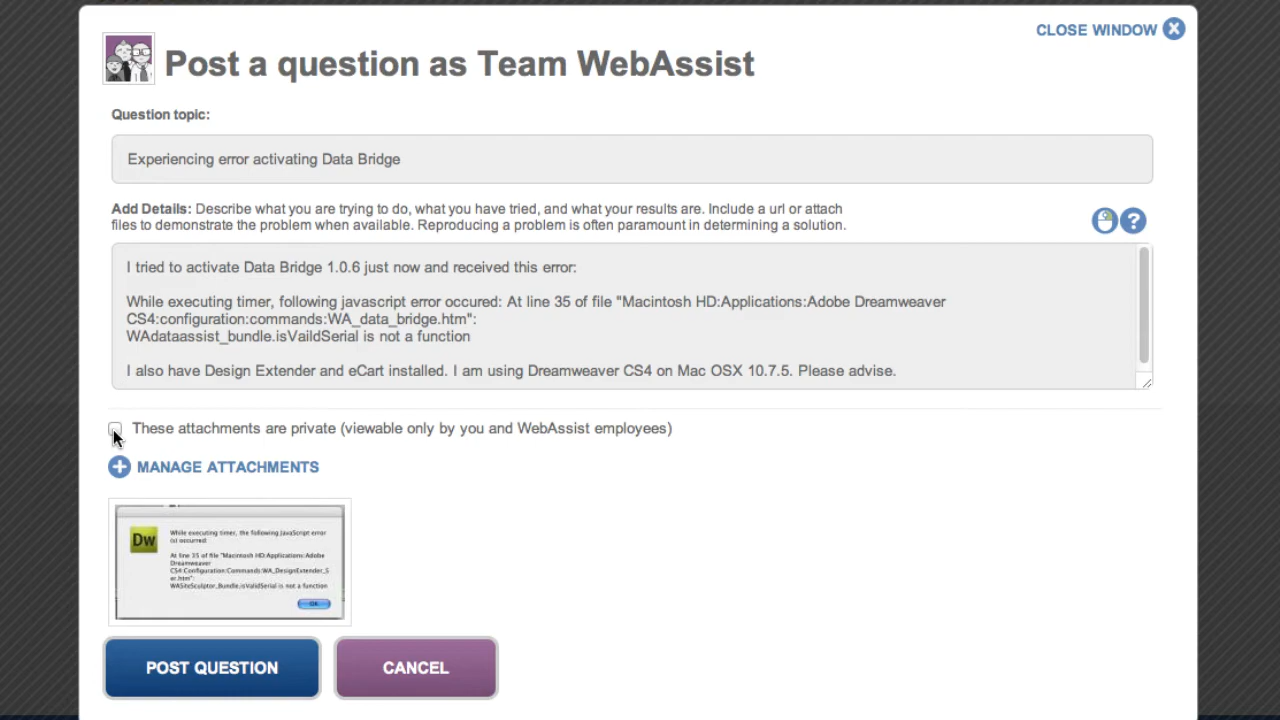 CLOSE WINDOW
Post a question as Team WebAssist
Question topic:
Experiencing error activating Data Bridge
Add Details: Describe what you are trying to do, what you have tried, and what your results are. Include a url or attach
files to demonstrate the problem when available. Reproducing a problem is often paramount in determining a solution.
I tried to activate Data Bridge 1.0.6 just now and received this error:
While executing timer, following javascript error occured: At line 35 of file "Macintosh HD:Applications:Adobe Dreamweaver
CS4:configuration:commands:WA_data_bridge.htm":
WAdataassist_bundle.isVaildSerial is not a function
I also have Design Extender and eCart installed. I am using Dreamweaver CS4 on Mac OSX 10.7.5. Please advise.
These attachments are private (viewable only by you and WebAssist employees)
MANAGE ATTACHMENTS
Dw
While executing timer, the following JavaScript error
(s) occurred:
At line 35 of file "Macintosh HD:Applications:Adobe
Dreamweaver
CS4:Configuration:Commands:WA_DesignExtender_S
er.htm":
WASiteSculptor_Bundle.isValidSerial is not a function
OK
POST QUESTION
CANCEL